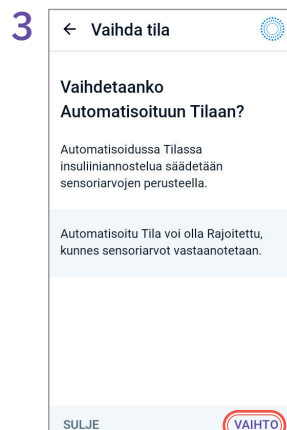 3
Vaihda tila
Vaihdetaanko
Automatisoituun Tilaan?
Automatisoidussa Tilassa
insuliiniannostelua säädetään
sensoriarvojen perusteella.
Automatisoitu Tila voi olla Rajoitettu,
kunnes sensoriarvot vastaanotetaan.
SULJE VAIHTO